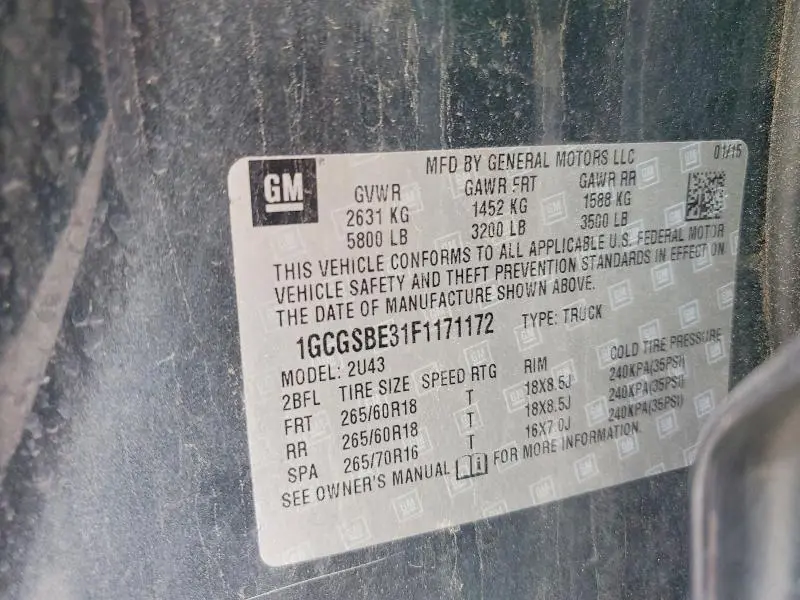 GM
MFD BY GENERAL MOTORS LLC 01/15
GVWR GAWR FRT GAWR RR
2631 KG 1452 KG 1588 KG
5800 LB 3200 LB 3500 LB
THIS VEHICLE CONFORMS TO ALL APPLICABLE U.S. FEDERAL MOTOR
VEHICLE SAFETY AND THEFT PREVENTION STANDARDS IN EFFECT ON
THE DATE OF MANUFACTURE SHOWN ABOVE.
1GCGSBE31F1171172 TYPE: TRUCK
MODEL: 2U43
2BFL TIRE SIZE SPEED RTG RIM COLD TIRE PRESSURE
FRT 265/60R18 T 18X8.5J 240KPA(35PSI)
RR 265/60R18 T 18X8.5J 240KPA(35PSI)
SPA 265/70R16 T 16X7.0J 240KPA(35PSI)
SEE OWNER'S MANUAL FOR MORE INFORMATION.